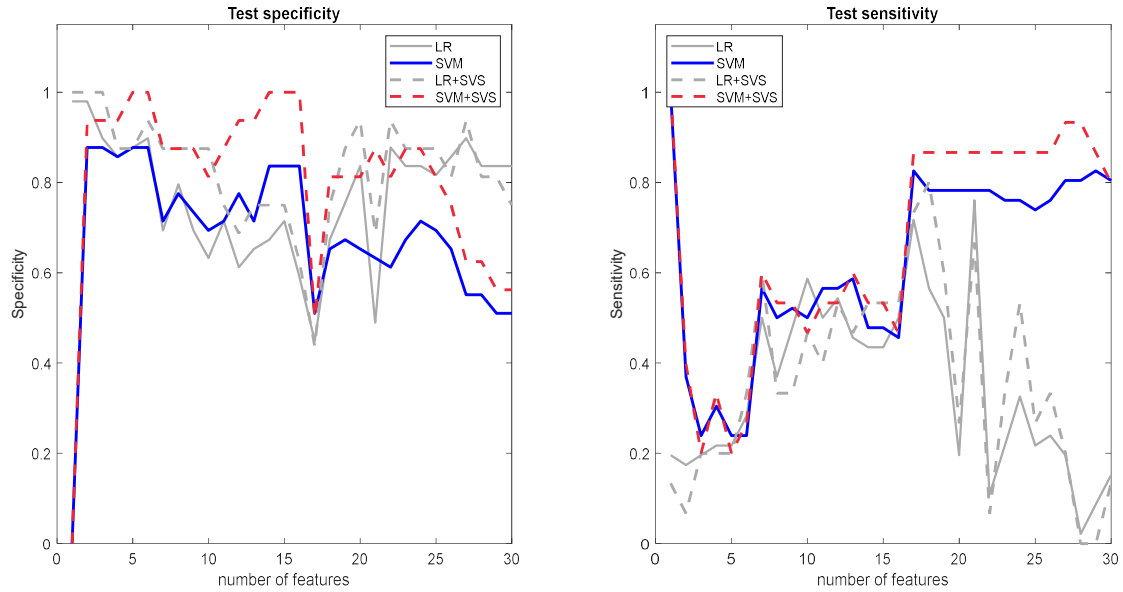 Test specificity
LR
SVM
LR+SVS
SVM+SVS
1
0.8
0.6
0.4
0.2
0
Specificity
0
5
10
15
20
25
30
number of features
Test sensitivity
LR
SVM
LR+SVS
SVM+SVS
1
0.8
0.6
0.4
0.2
0
Sensitivity
0
5
10
15
20
25
30
number of features